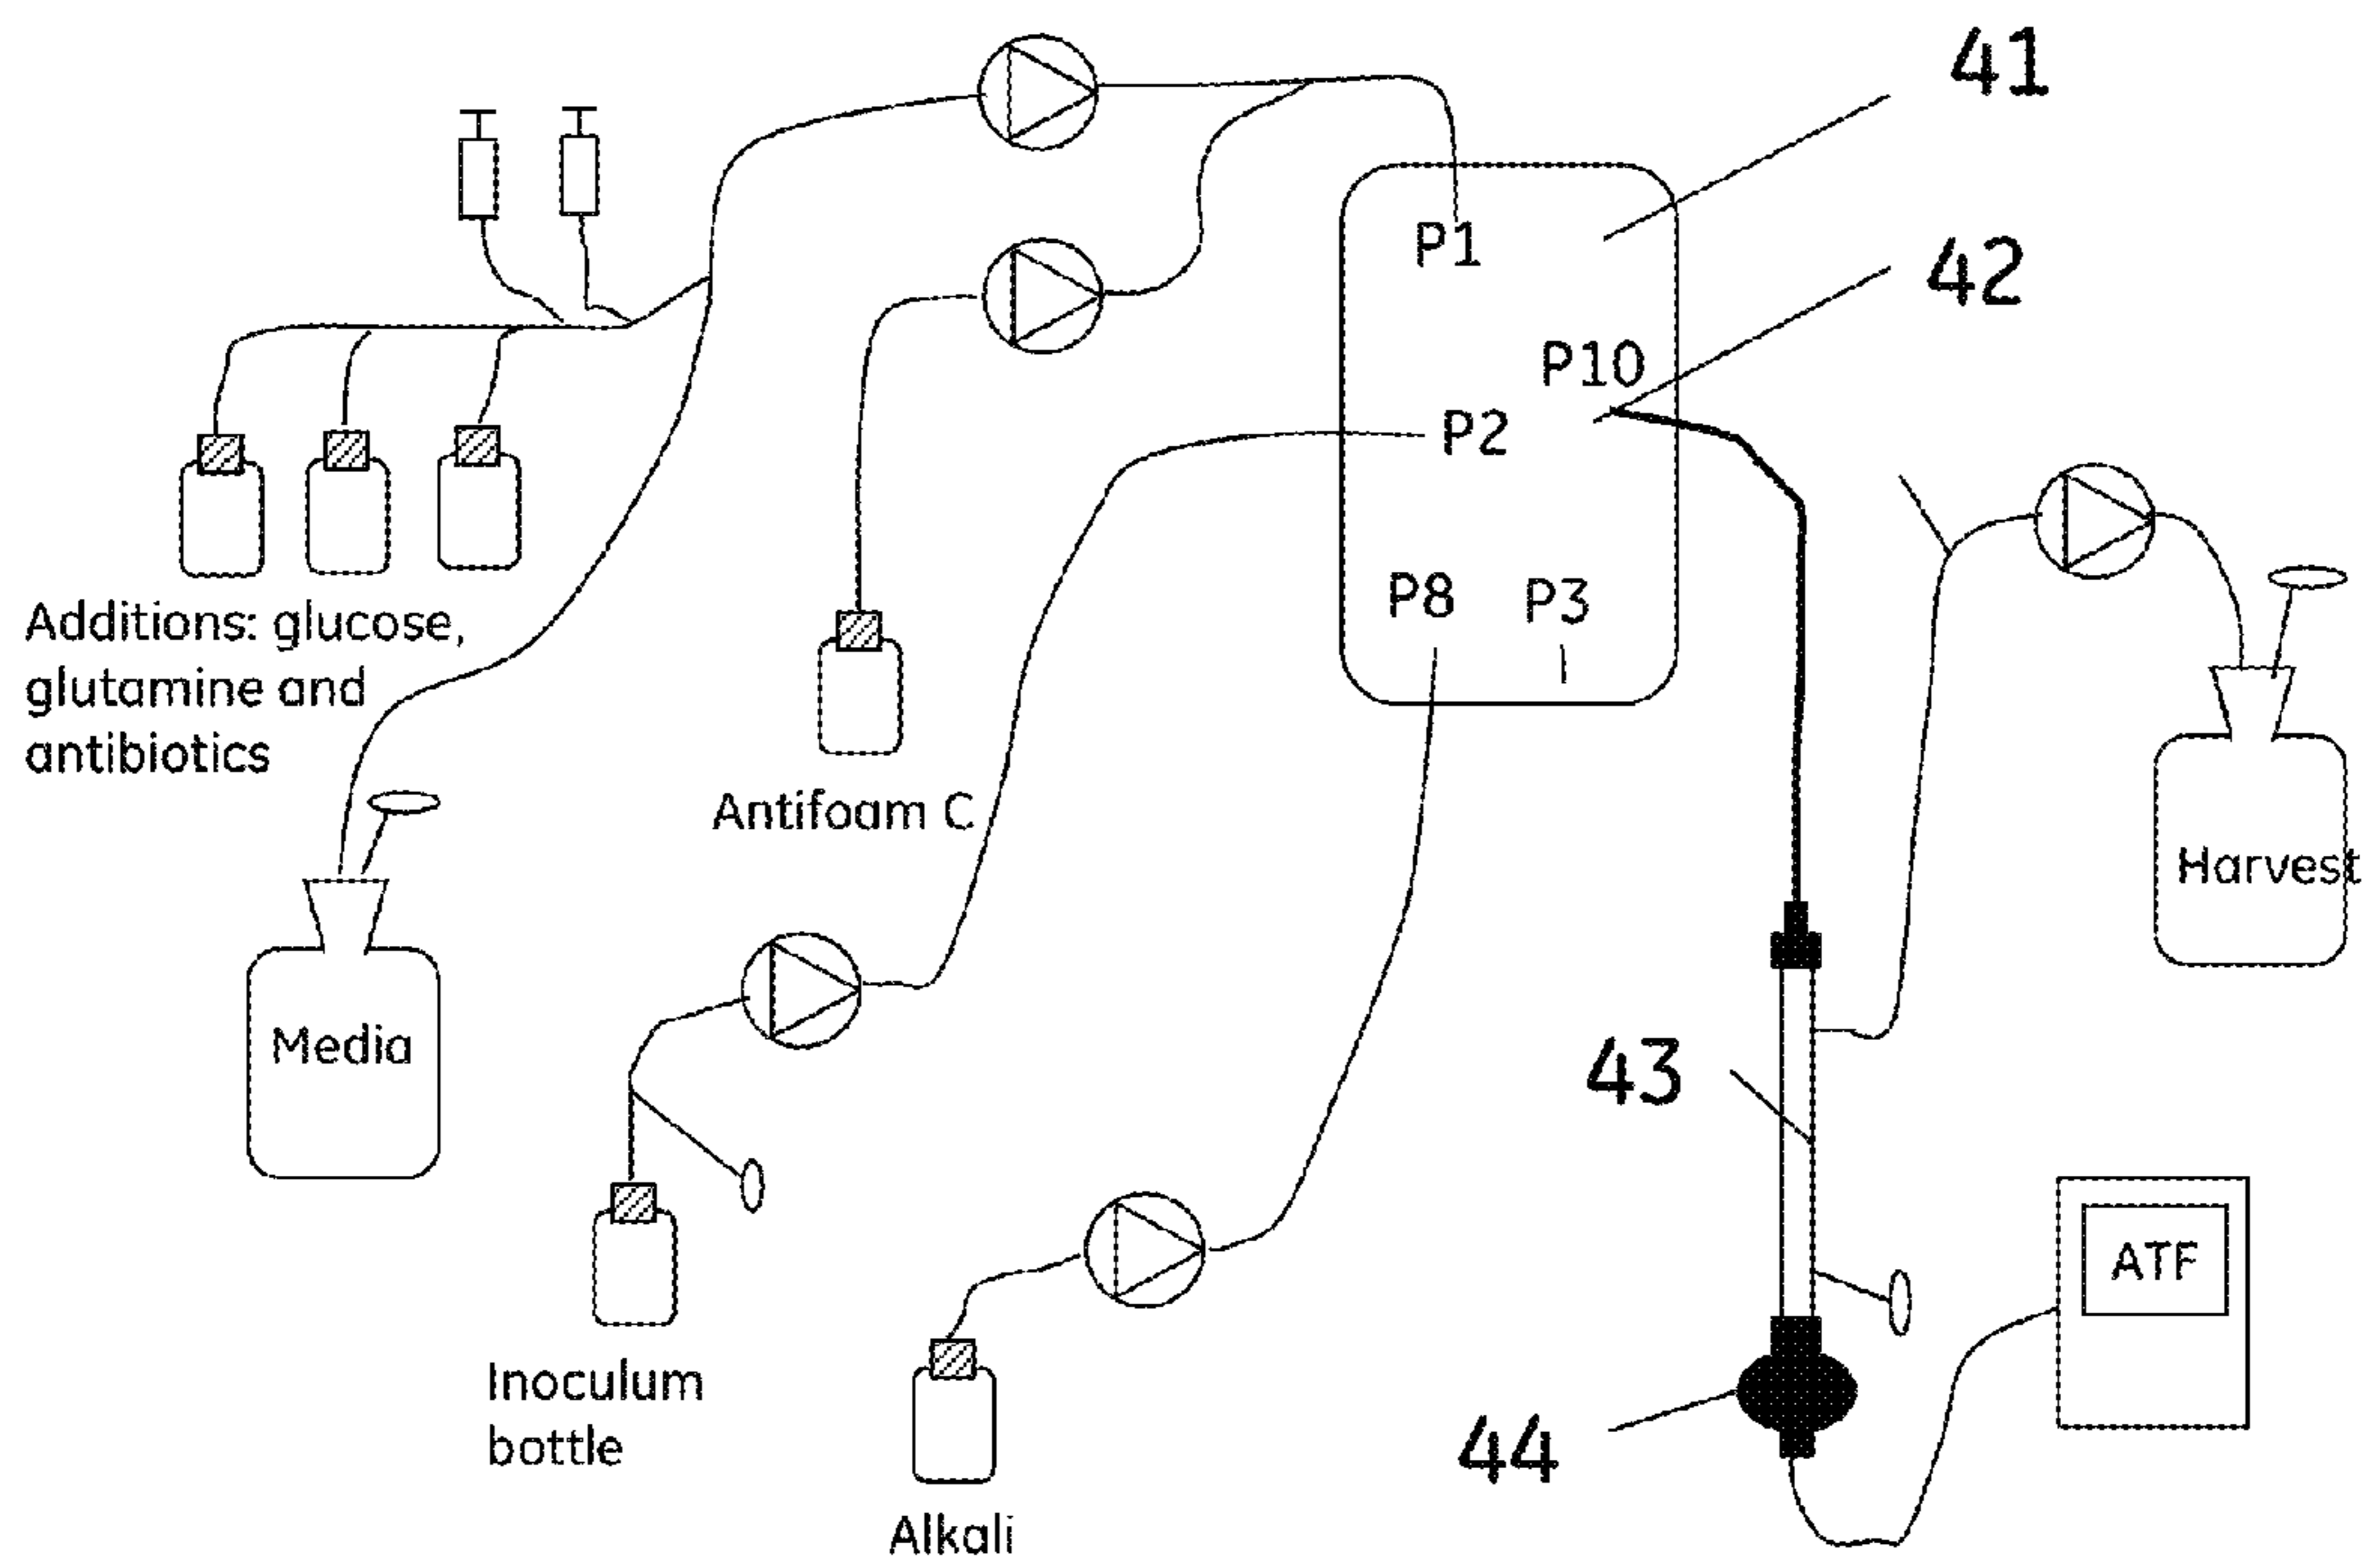 41
42
P1
P10
P2
P8 P3
Additions: glucose,
glutamine and
antibiotics
Antifoam C
Harvest
Media
43
ATF
Inoculum
bottle
44
Alkali